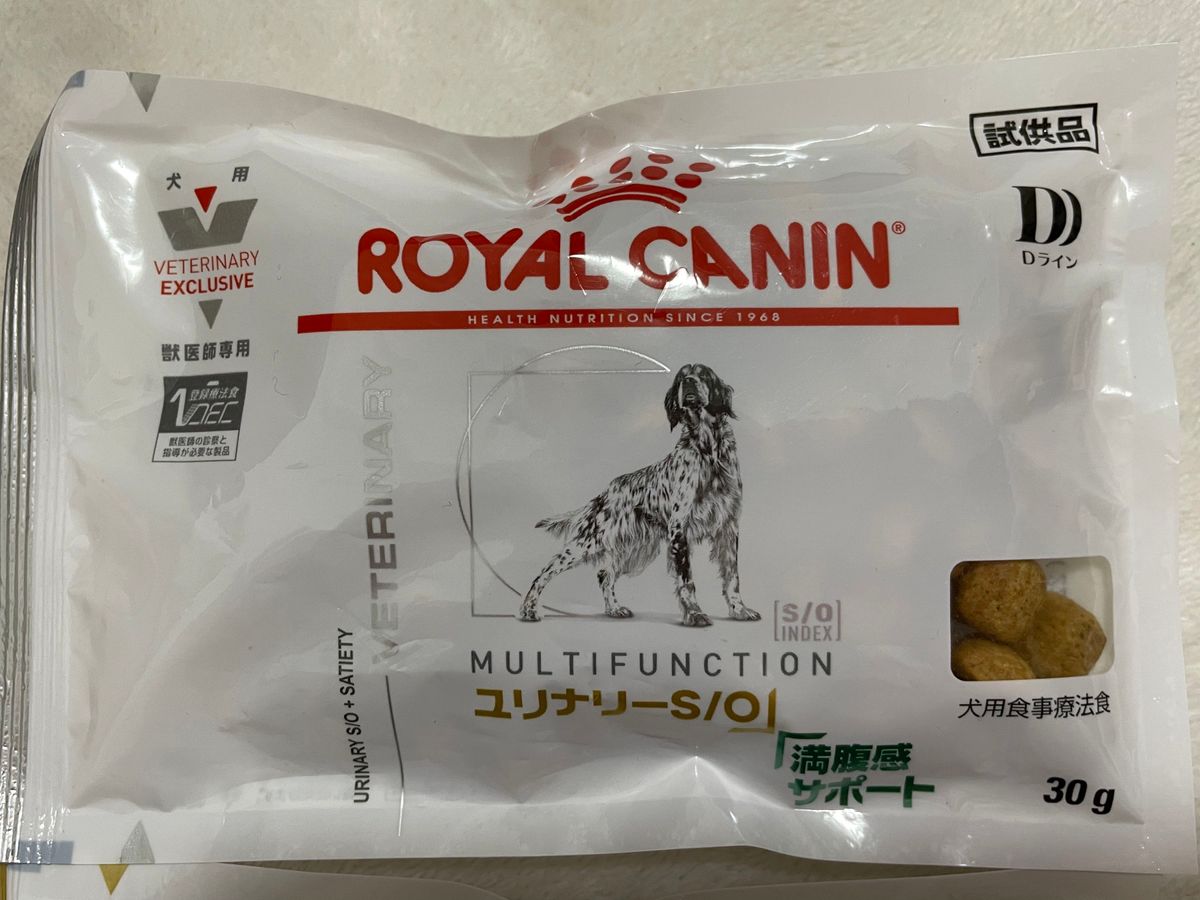 試供品
犬 用
VETERINARY
EXCLUSIVE
獣医師専用
登録療法食
獣医師の診察と
指導が必要な製品
ROYAL CANIN®
HEALTH NUTRITION SINCE 1968
D
Dライン
VETERINARY
URINARY S/O + SATIETY
S/O
INDEX
MULTIFUNCTION
ユリナリーS/O
満腹感
サポート
犬用食事療法食
30 g